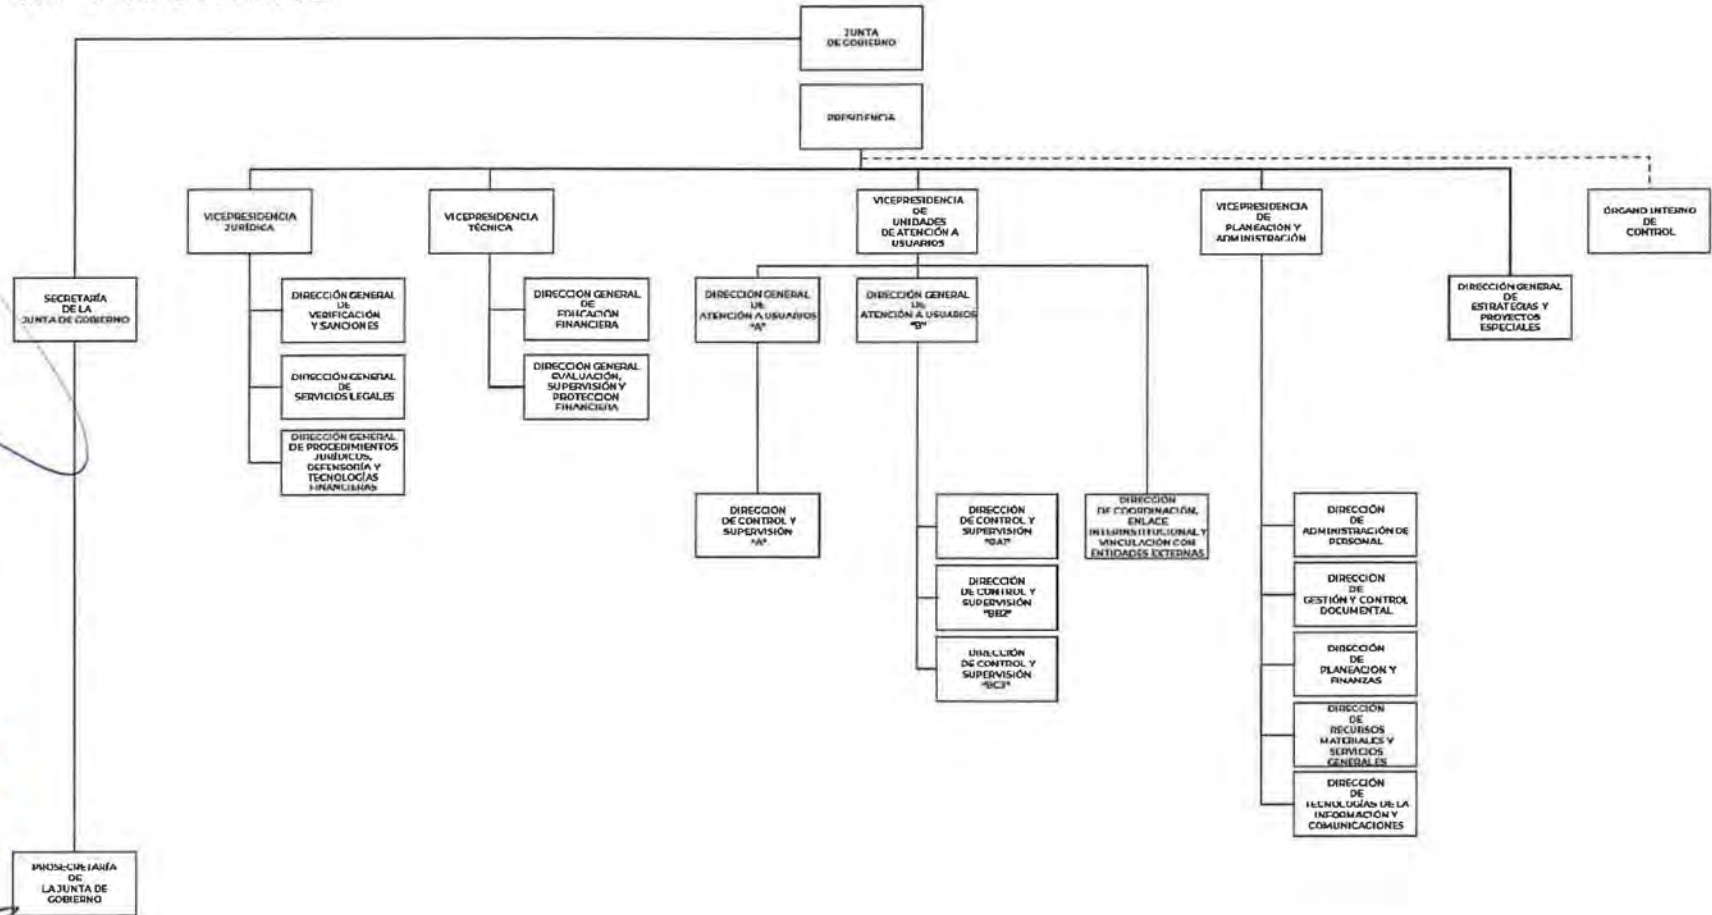 JUNTA
DE GOBIERNO
PRESIDENCIA
VICEPRESIDENCIA
JURÍDICA
VICEPRESIDENCIA
TÉCNICA
VICEPRESIDENCIA
DE
UNIDADES
DE ATENCIÓN A
USUARIOS
VICEPRESIDENCIA
DE
PLANEACIÓN Y
ADMINISTRACIÓN
ÓRGANO INTERNO
DE
CONTROL
SECRETARÍA
DE LA
JUNTA DE GOBIERNO
DIRECCIÓN GENERAL
DE
VERIFICACIÓN
Y SANCIONES
DIRECCIÓN GENERAL
DE
EDUCACIÓN
FINANCIERA
DIRECCIÓN GENERAL
DE
ATENCIÓN A USUARIOS
"A"
DIRECCIÓN GENERAL
DE
ATENCIÓN A USUARIOS
"B"
DIRECCIÓN GENERAL
DE
ESTRATEGIAS Y
PROYECTOS
ESPECIALES
DIRECCIÓN GENERAL
DE
SERVICIOS LEGALES
DIRECCIÓN GENERAL
EVALUACIÓN,
SUPERVISIÓN Y
PROTECCION
FINANCIERA
DIRECCIÓN GENERAL
DE PROCEDIMIENTOS
JURÍDICOS,
DEFENSORÍA Y
TECNOLOGÍAS
FINANCIERAS
DIRECCIÓN
DE CONTROL Y
SUPERVISIÓN
"A"
DIRECCIÓN
DE CONTROL Y
SUPERVISIÓN
DIRECCIÓN
DE COORDINACIÓN,
ENLACE
INTERINSTITUCIONAL Y
VINCULACIÓN CON
ENTIDADES EXTERNAS
DIRECCIÓN
DE
ADMINISTRACIÓN DE
PERSONAL
DIRECCIÓN
DE CONTROL Y
SUPERVISIÓN
DIRECCIÓN
DE
GESTIÓN Y CONTROL
DOCUMENTAL
DIRECCIÓN
DE CONTROL Y
SUPERVISIÓN
DIRECCIÓN
DE
PLANEACIÓN Y
FINANZAS
DIRECCIÓN
DE
RECURSOS
MATERIALES Y
SERVICIOS
GENERALES
DIRECCIÓN
DE
TECNOLOGÍAS DE LA
INFORMACIÓN Y
COMUNICACIONES
PROSECRETARÍA
DE
LA JUNTA DE
GOBIERNO